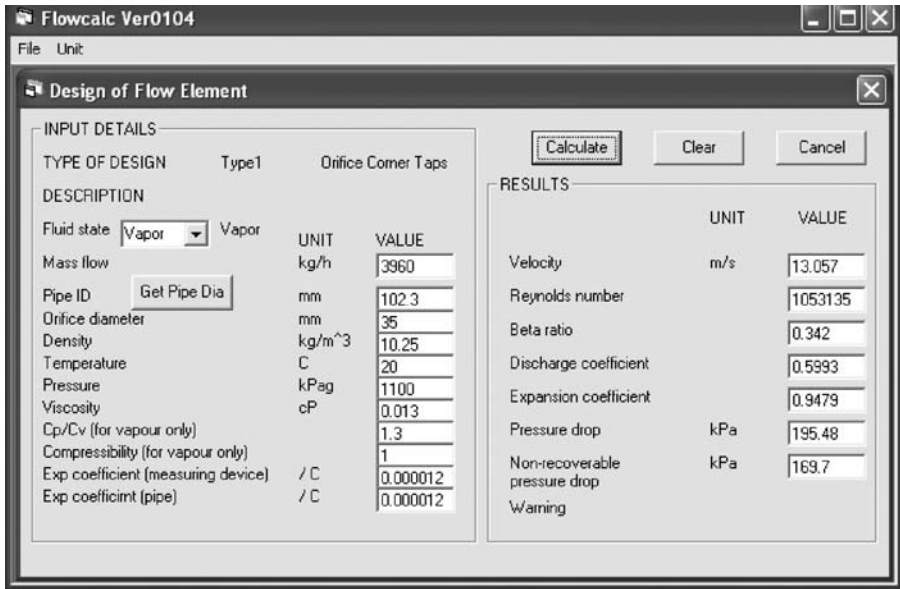 Flowcalc Ver0104
File Unit
Design of Flow Element
INPUT DETAILS
TYPE OF DESIGN Type1 Orifice Corner Taps
DESCRIPTION
Fluid state Vapor Vapor
UNIT VALUE
Mass flow kg/h 3960
Pipe ID Get Pipe Dia mm 102.3
Orifice diameter mm 35
Density kg/m^3 10.25
Temperature C 20
Pressure kPag 1100
Viscosity cP 0.013
Cp/Cv (for vapour only) 1.3
Compressibility (for vapour only) 1
Exp coefficient (measuring device) / C 0.000012
Exp coefficimt (pipe) / C 0.000012
Calculate Clear Cancel
RESULTS
UNIT VALUE
Velocity m/s 13.057
Reynolds number 1053135
Beta ratio 0.342
Discharge coefficient 0.5993
Expansion coefficient 0.9479
Pressure drop kPa 195.48
Non-recoverable kPa 169.7
pressure drop
Warning